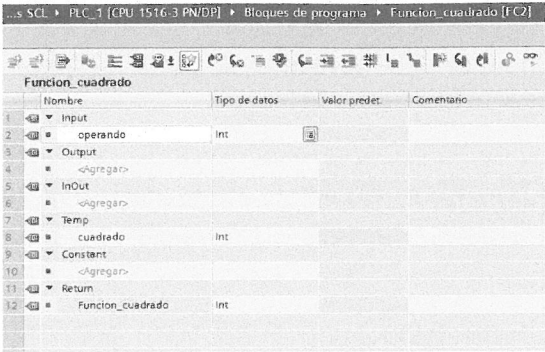 ...s SCL ▸ PLC_1 [CPU 1516-3 PN/DP] ▸ Bloques de programa ▸ Funcion_cuadrado [FC2]
Funcion_cuadrado
Nombre Tipo de datos Valor predet. Comentario
1 Input
2 operando Int
3 Output
4 <Agregar>
5 InOut
6 <Agregar>
7 Temp
8 cuadrado Int
9 Constant
10 <Agregar>
11 Return
12 Funcion_cuadrado Int